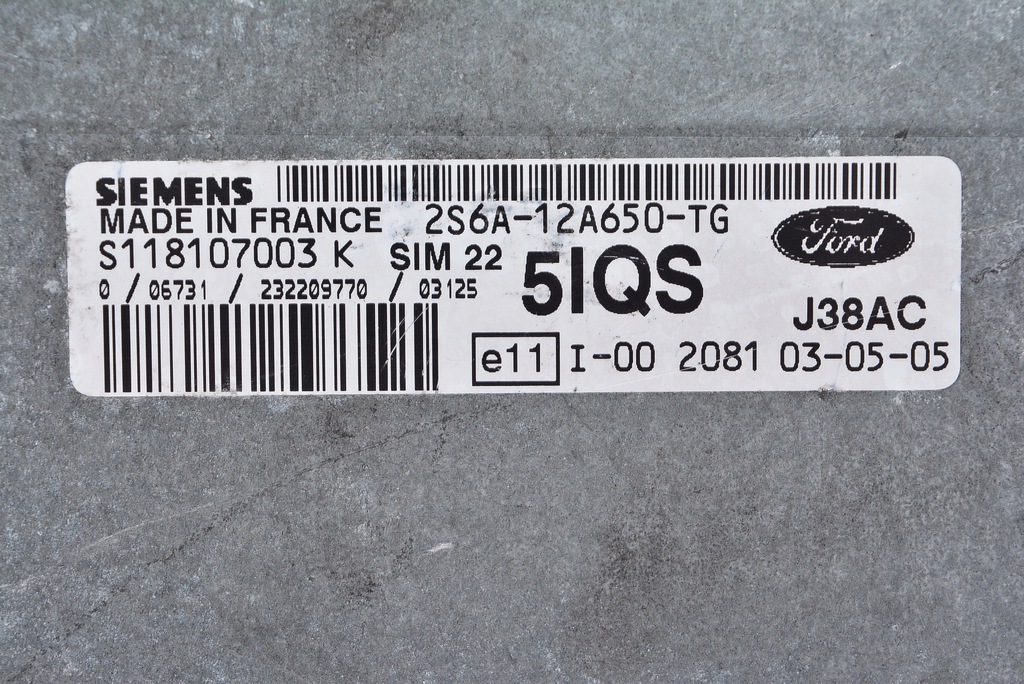 SIEMENS
MADE IN FRANCE 2S6A-12A650-TG
Ford
S118107003 K SIM 22 5IQS
0 / 06731 / 232209770 / 03125
J38AC
e11 I-00 2081 03-05-05